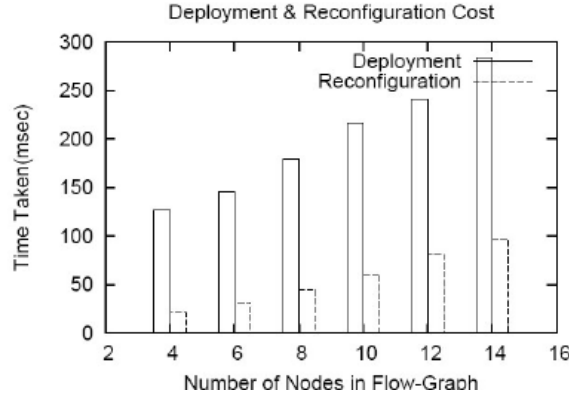 Deployment & Reconfiguration Cost
Time Taken(msec)
300
250
200
150
100
50
0
Deployment
Reconfiguration
2 4 6 8 10 12 14 16
Number of Nodes in Flow-Graph